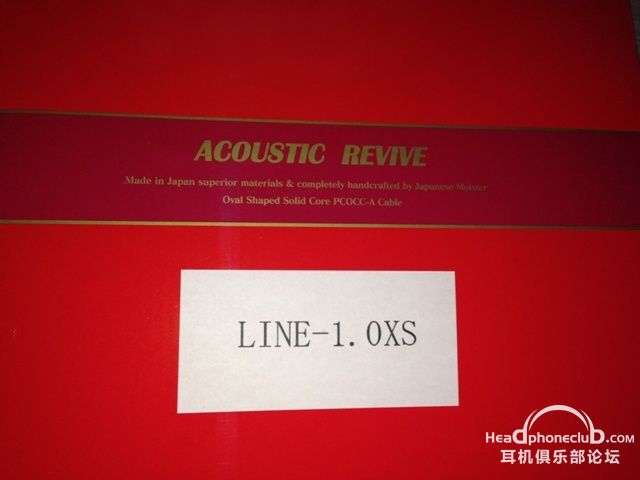 ACOUSTIC REVIVE
Made in Japan superior materials & completely handcrafted by Japanese Meister
Oval Shaped Solid Core PCOCC-A Cable
LINE-1.0XS
Headphoneclub.com
耳机俱乐部论坛